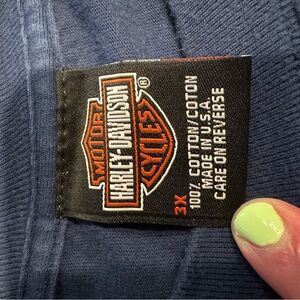 MOTOR
HARLEY-DAVIDSON
CYCLES
®
3X
100% COTTON/COTON
MADE IN U.S.A.
CARE ON REVERSE